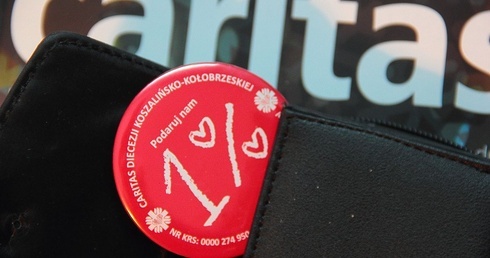 caritas
CARITAS DIECEZJI KOSZALIŃSKO-KOŁOBRZESKIEJ
Podaruj nam
1%
NR KRS: 0000 274 950